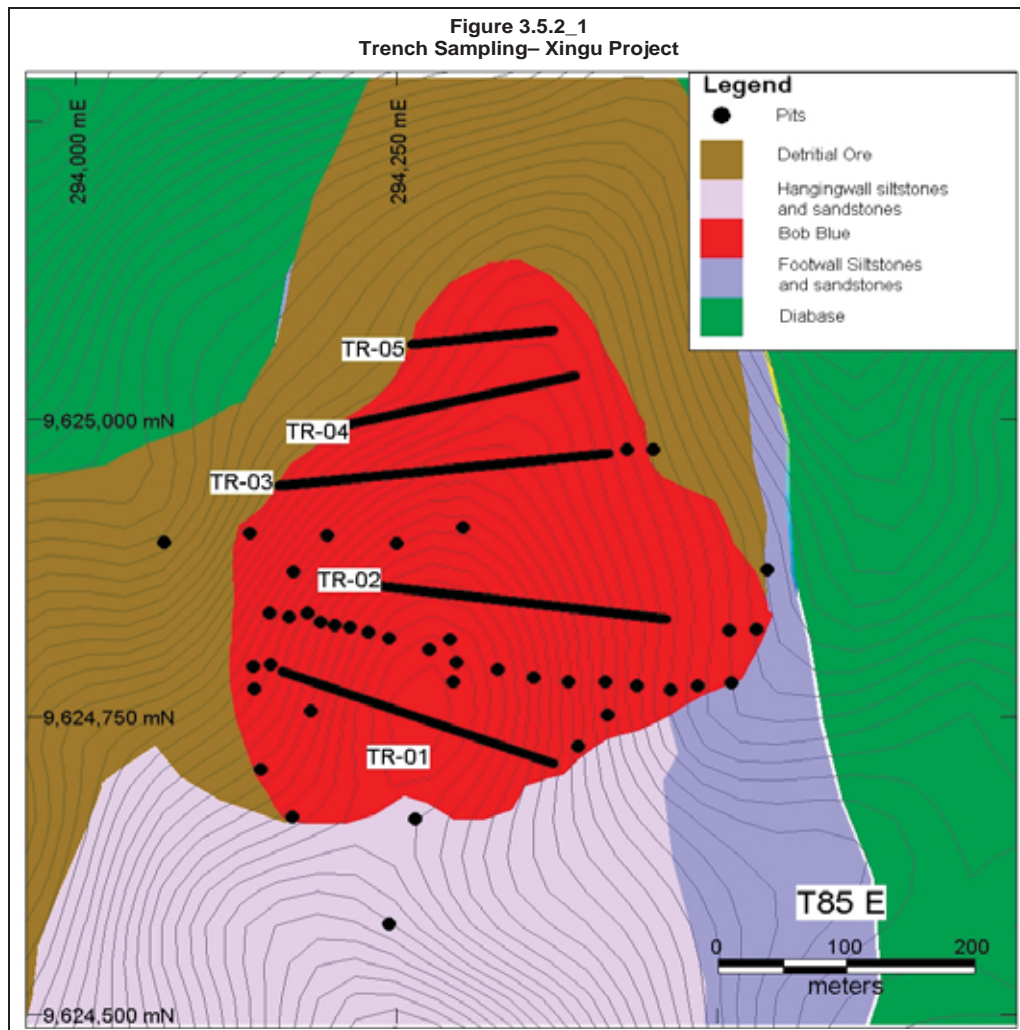 Figure 3.5.2_1
Trench Sampling– Xingu Project
294,000 mE
294,250 mE
Legend
Pits
Detritial Ore
Hangingwall siltstones
and sandstones
Bob Blue
Footwall Siltstones
and sandstones
Diabase
TR-05
9,625,000 mN
TR-04
TR-03
TR-02
9,624,750 mN
TR-01
T85 E
0 100 200
meters
9,624,500 mN